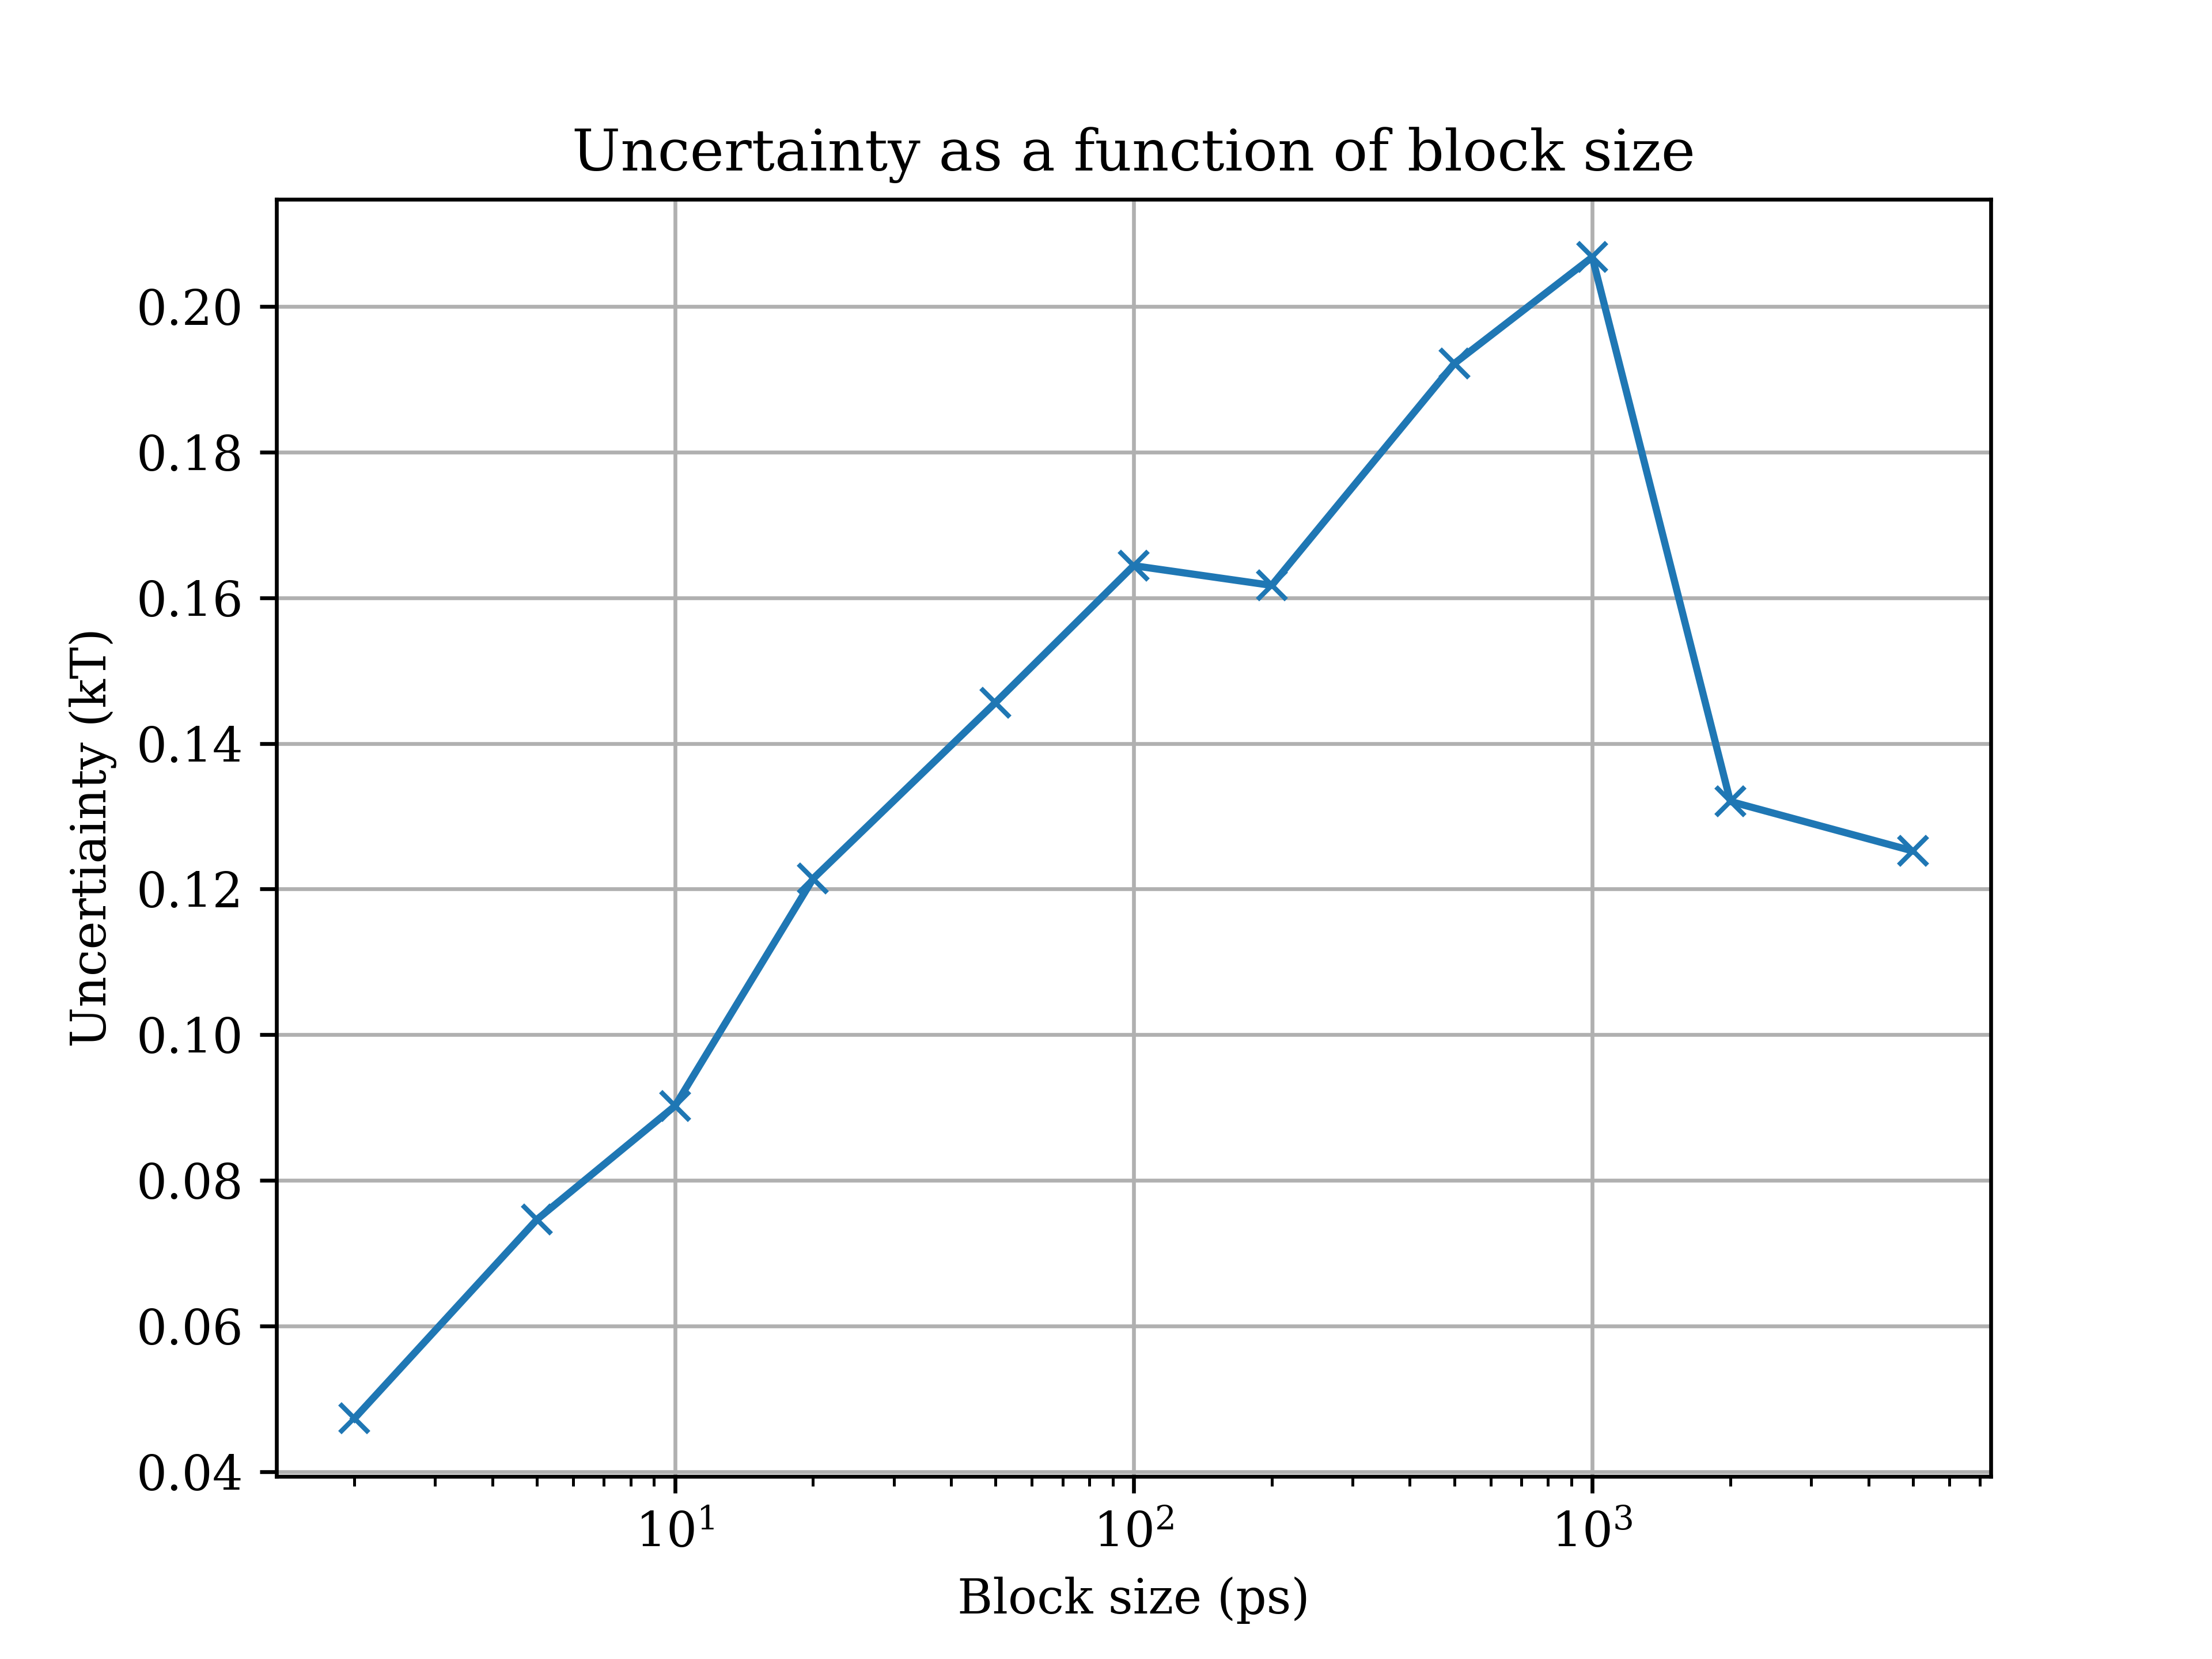 Uncertainty as a function of block size
Uncertiainty (kT)
0.20
0.18
0.16
0.14
0.12
0.10
0.08
0.06
0.04
10¹ 10² 10³
Block size (ps)